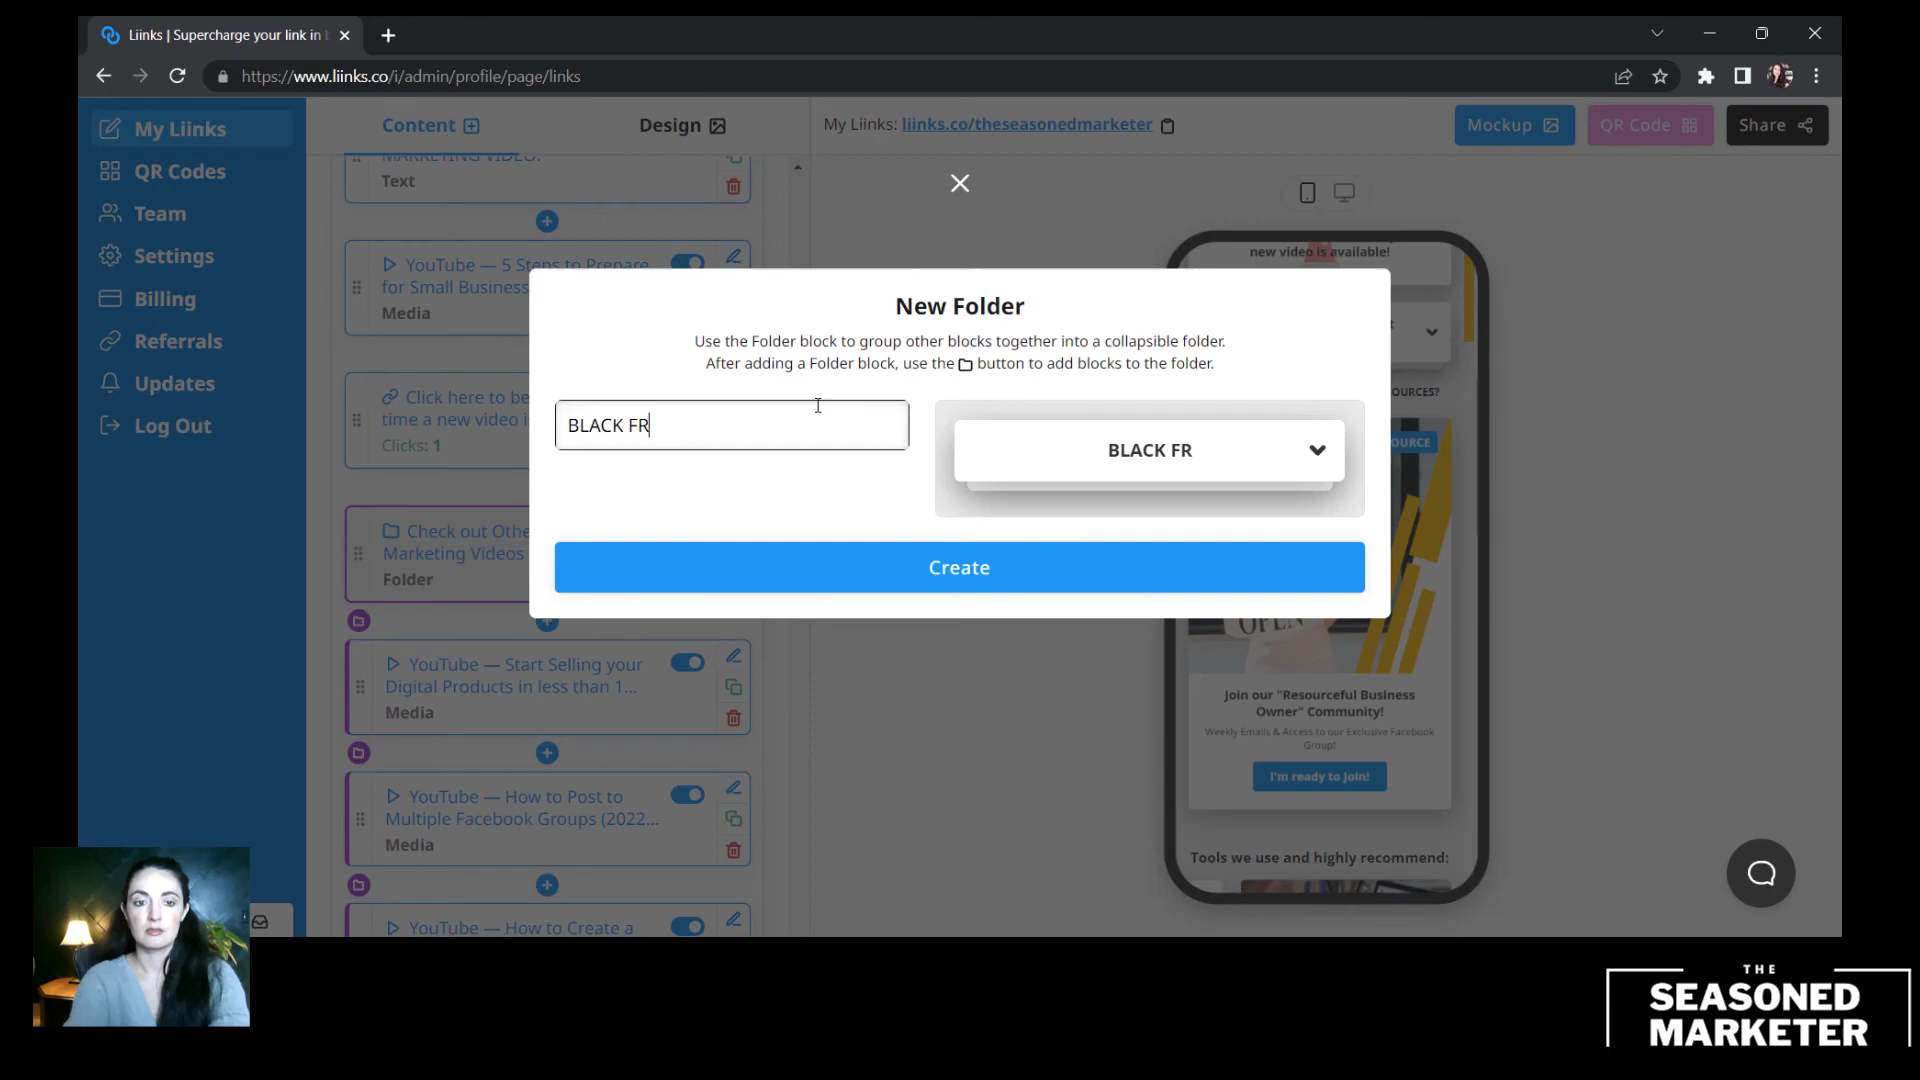 Liinks | Supercharge your link in
https://www.liinks.co/i/admin/profile/page/links
My Liinks
QR Codes
Team
Settings
Billing
Referrals
Updates
Log Out
Content
Design
My Liinks: liinks.co/theseasonedmarketer
Mockup
QR Code
Share
MARKETING VIDEO:
Text
YouTube — 5 Steps to Prepare
for Small Business
Media
Click here to be
time a new video i
Clicks: 1
Check out Othe
Marketing Videos
Folder
YouTube — Start Selling your
Digital Products in less than 1...
Media
YouTube — How to Post to
Multiple Facebook Groups (2022...
Media
YouTube — How to Create a
New Folder
Use the Folder block to group other blocks together into a collapsible folder.
After adding a Folder block, use the button to add blocks to the folder.
BLACK FR
BLACK FR
Create
new video is available!
OURCES?
OURCE
OPEN
Join our "Resourceful Business
Owner" Community!
Weekly Emails & Access to our Exclusive Facebook
Group!
I'm ready to Join!
Tools we use and highly recommend:
THE
SEASONED
MARKETER